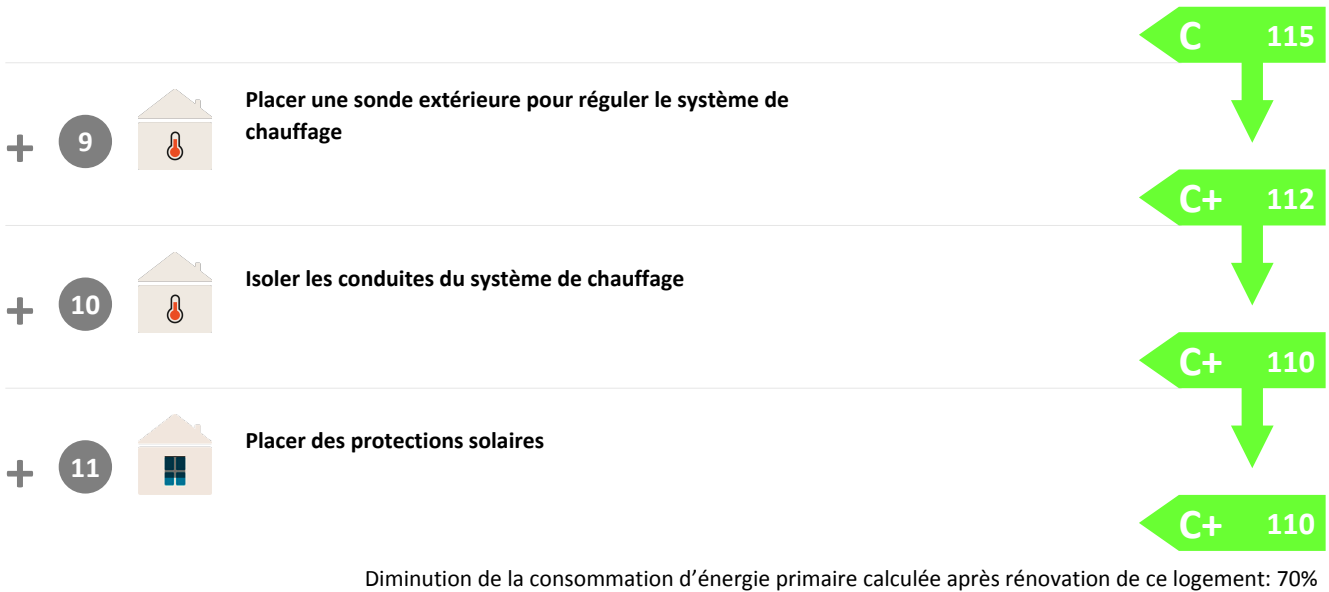 C 115
Placer une sonde extérieure pour réguler le système de
chauffage
+ 9
C+ 112
Isoler les conduites du système de chauffage
+ 10
C+ 110
Placer des protections solaires
+ 11
C+ 110
Diminution de la consommation d’énergie primaire calculée après rénovation de ce logement: 70%